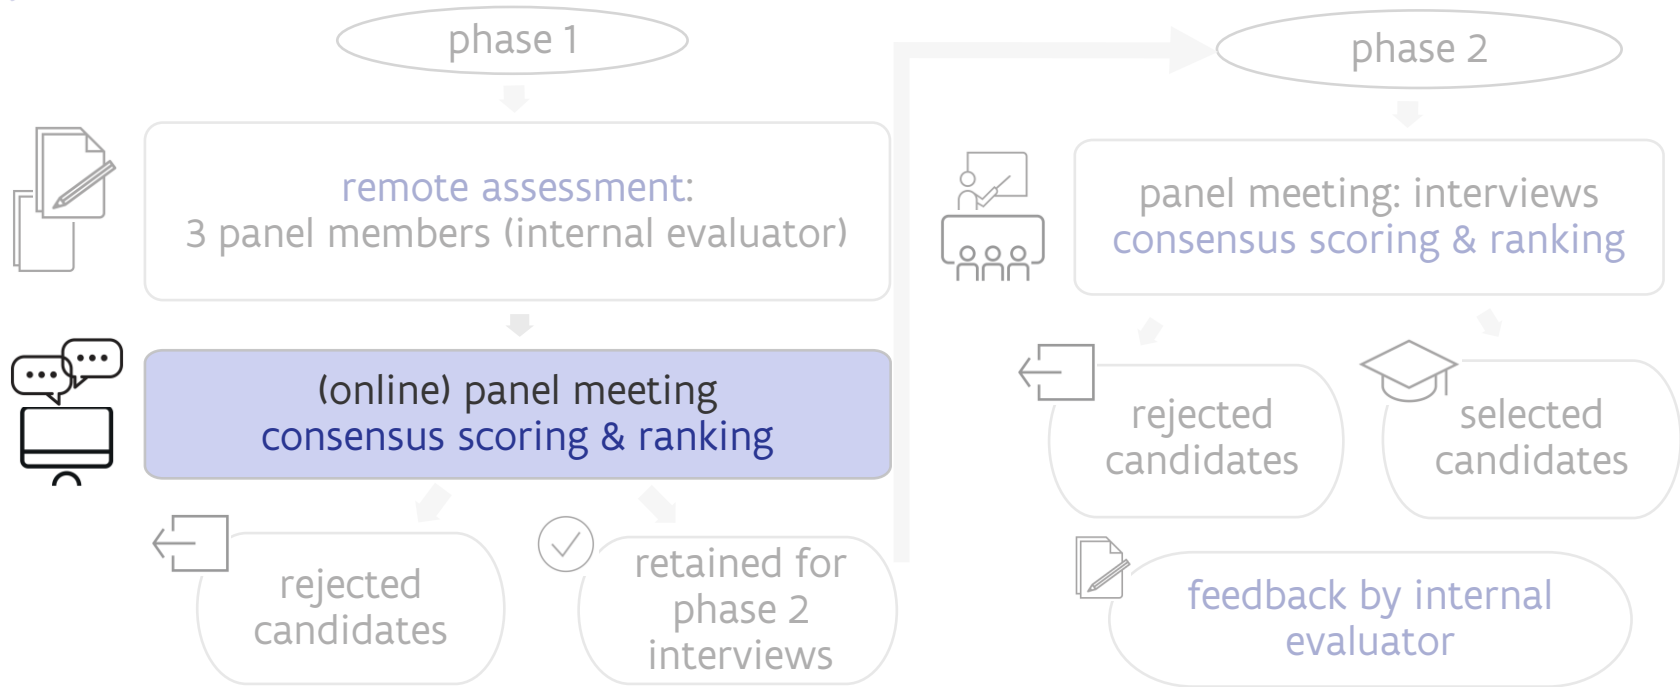 phase 1
remote assessment:
3 panel members (internal evaluator)
(online) panel meeting
consensus scoring & ranking
rejected
candidates
retained for
phase 2
interviews
phase 2
panel meeting: interviews
consensus scoring & ranking
rejected
candidates
selected
candidates
feedback by internal
evaluator